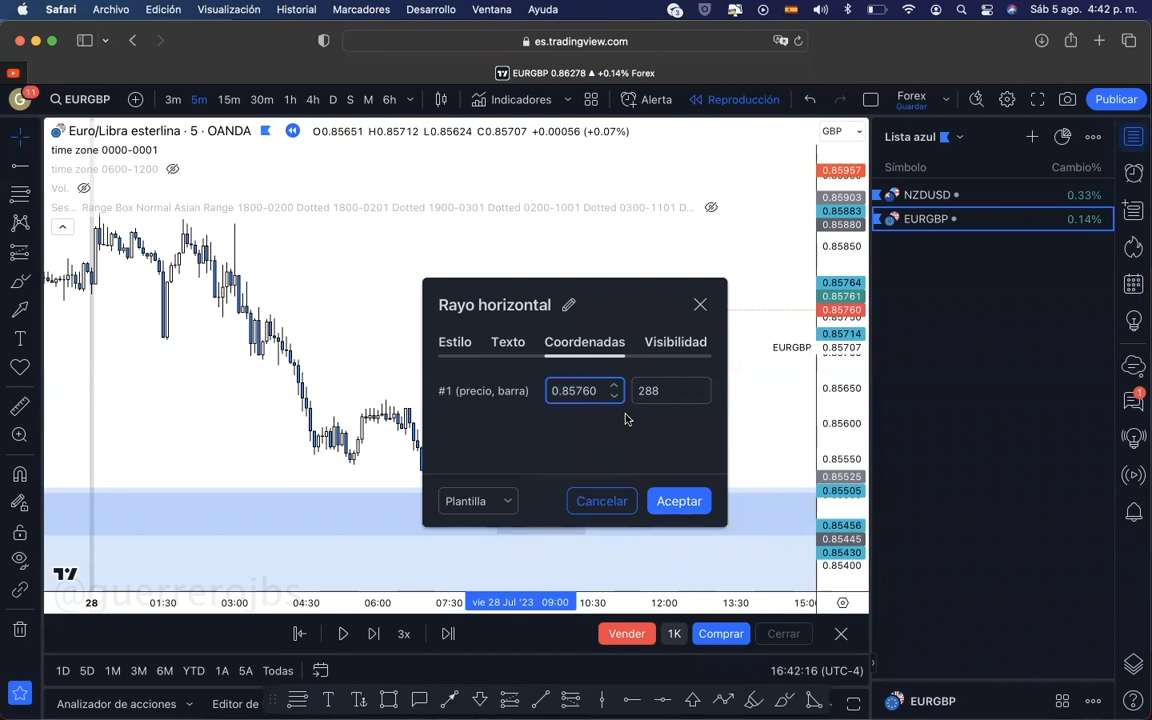 Safari Archivo Edición Visualización Historial Marcadores Desarrollo Ventana Ayuda Sáb 5 ago. 4:42 p. m.
es.tradingview.com
EURGBP 0.86278 ▲ +0.14% Forex
G 11 EURGBP 3m 5m 15m 30m 1h 4h D S M 6h Indicadores Alerta Reproducción Forex Guardar Publicar
Euro/Libra esterlina · 5 · OANDA O0.85651 H0.85712 L0.85624 C0.85707 +0.00056 (+0.07%) GBP
time zone 0000-0001
time zone 0600-1200
Vol.
Ses... Range Box Normal Asian Range 1800-0200 Dotted 1800-0201 Dotted 1900-0301 Dotted 0200-1001 Dotted 0300-1101 D...
Lista azul
Símbolo Cambio%
NZDUSD 0.33%
EURGBP 0.14%
0.85957
0.85903
0.85883
0.85880
0.85850
0.85764
0.85761
0.85760
0.85714
EURGBP 0.85707
0.85650
0.85600
0.85550
0.85525
0.85505
0.85456
0.85445
0.85430
0.85400
Rayo horizontal
Estilo Texto Coordenadas Visibilidad
#1 (precio, barra) 0.85760 288
Plantilla Cancelar Aceptar
@guerrerojbs
28 01:30 03:00 04:30 06:00 07:30 vie 28 Jul '23 09:00 10:30 12:00 13:30 15:0
3x Vender 1K Comprar Cerrar
1D 5D 1M 3M 6M YTD 1A 5A Todas 16:42:16 (UTC-4)
Analizador de acciones Editor de
EURGBP
1